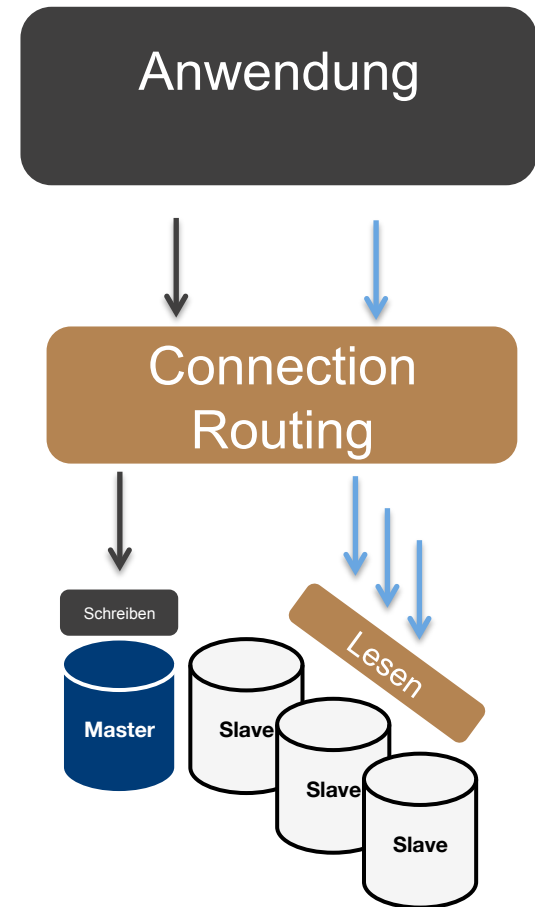 Anwendung
Connection
Routing
Schreiben
Lesen
Master
Slave
Slave
Slave